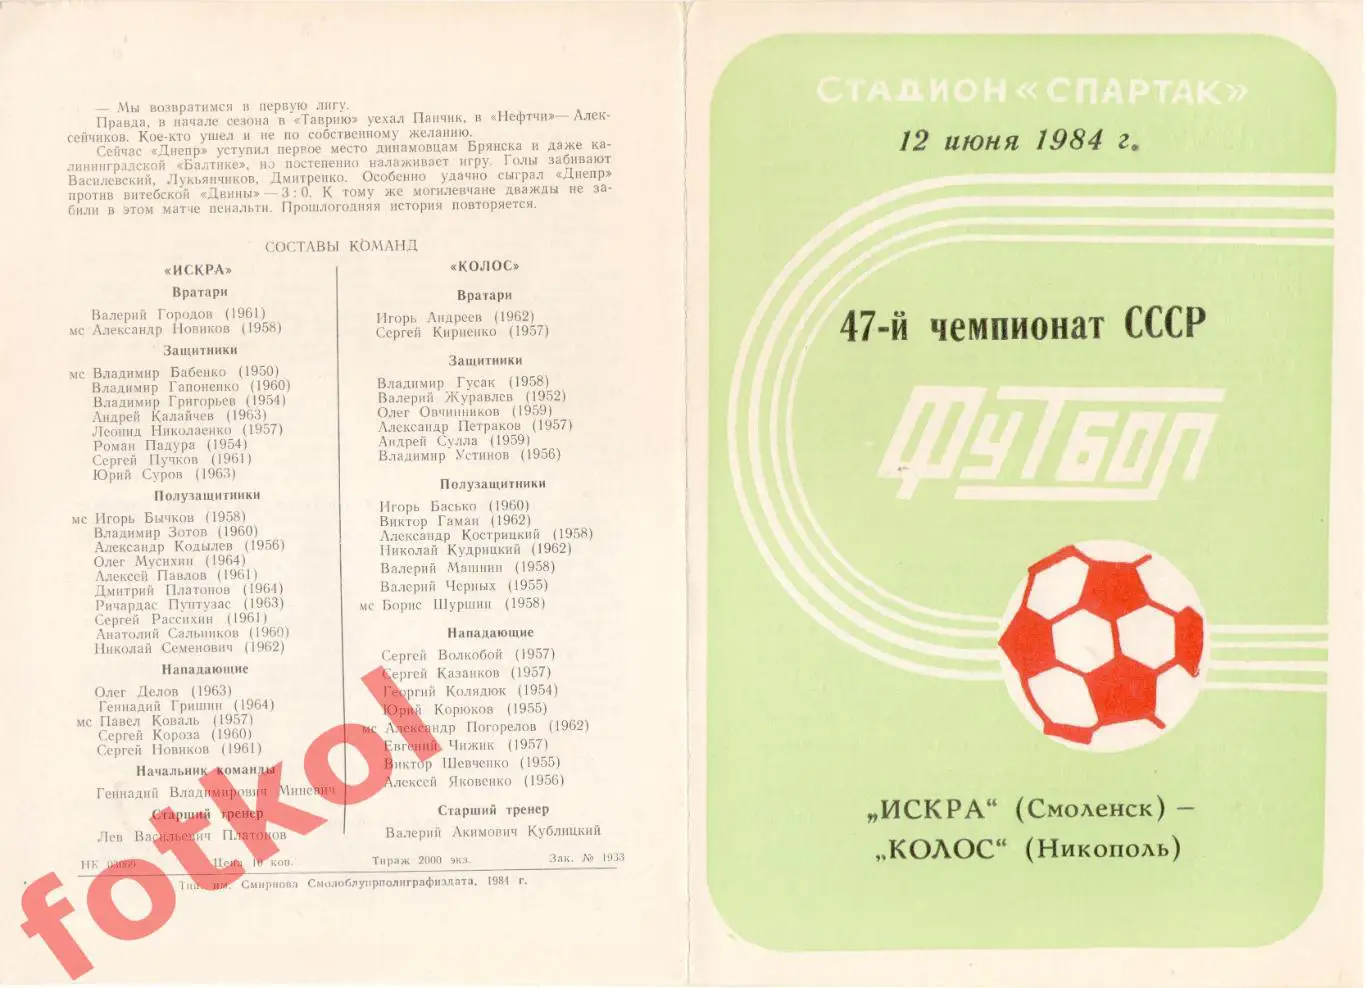 — Мы возвратимся в первую лигу.
Правда, в начале сезона в «Таврию» уехал Панчик, в «Нефтчи»— Алек-
сейчиков. Кое-кто ушел и не по собственному желанию.
Сейчас «Днепр» уступил первое место динамовцам Брянска и даже ка-
лининградской «Балтике», но постепенно налаживает игру. Голы забивают
Василевский, Лукьянчиков, Дмитренко. Особенно удачно сыграл «Днепр»
против витебской «Двины» — 3 : 0. К тому же могилевчане дважды не за-
били в этом матче пенальти. Прошлогодняя история повторяется.
СОСТАВЫ КОМАНД
«ИСКРА»
Вратари
Валерий Городов (1961)
мс Александр Новиков (1958)
Защитники
мс Владимир Бабенко (1950)
Владимир Гапоненко (1960)
Владимир Григорьев (1954)
Андрей Калайчев (1963)
Леонид Николаенко (1957)
Роман Падура (1954)
Сергей Пучков (1961)
Юрий Суров (1963)
Полузащитники
мс Игорь Бычков (1958)
Владимир Зотов (1960)
Александр Кодылев (1956)
Олег Мусихин (1964)
Алексей Павлов (1961)
Дмитрий Платонов (1964)
Ричардас Пунтузас (1963)
Сергей Рассихин (1961)
Анатолий Сальников (1960)
Николай Семенович (1962)
Нападающие
Олег Делов (1963)
Геннадий Гришин (1964)
мс Павел Коваль (1957)
Сергей Короза (1960)
Сергей Новиков (1961)
Начальник команды
Геннадий Владимирович Миневич
Старший тренер
Лев Васильевич Платонов
«КОЛОС»
Вратари
Игорь Андреев (1962)
Сергей Кириенко (1957)
Защитники
Владимир Гусак (1958)
Валерий Журавлев (1952)
Олег Овчинников (1959)
Александр Петраков (1957)
Андрей Сулла (1959)
Владимир Устинов (1956)
Полузащитники
Игорь Басько (1960)
Виктор Гаман (1962)
Александр Кострицкий (1958)
Николай Кудрицкий (1962)
Валерий Машнин (1958)
Валерий Черных (1955)
мс Борис Шуршин (1958)
Нападающие
Сергей Волкобой (1957)
Сергей Казанков (1957)
Георгий Колядюк (1954)
Юрий Корюков (1955)
мс Александр Погорелов (1962)
Евгений Чижик (1957)
Виктор Шевченко (1955)
Алексей Яковенко (1956)
Старший тренер
Валерий Акимович Кублицкий
НК Цена 10 коп. Тираж 2000 экз. Зак. № 1933
Тип. им. Смирнова Смолоблупрполиграфиздата, 1984 г.
fotkol
СТАДИОН «СПАРТАК»
12 июня 1984 г.
47-й чемпионат СССР
ФУТБОЛ
„ИСКРА“ (Смоленск) –
„КОЛОС“ (Никополь)